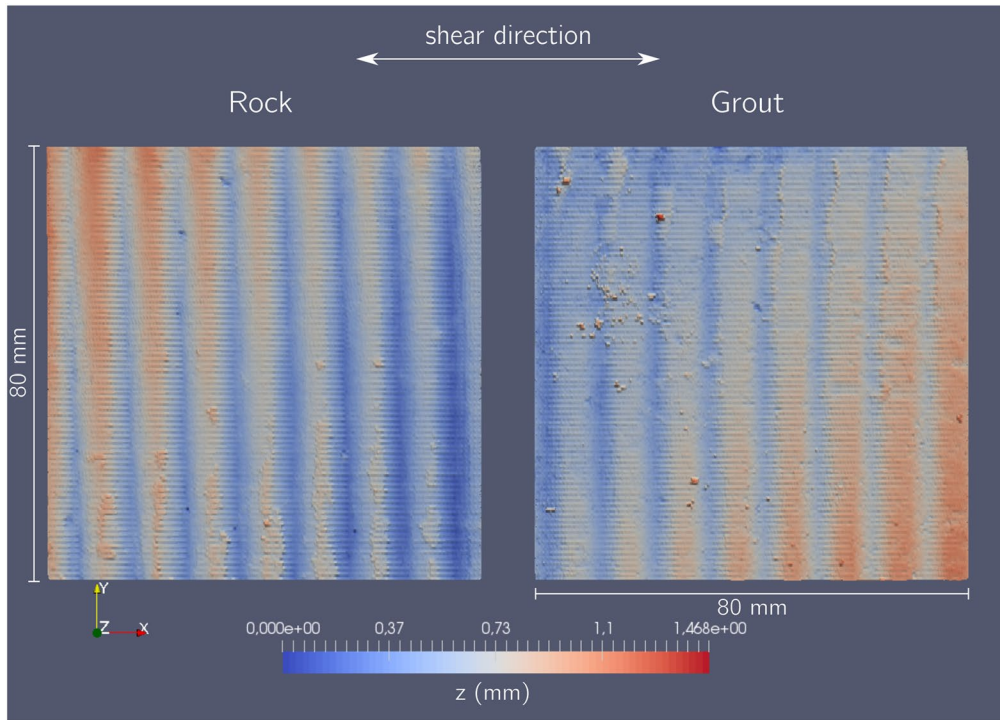 shear direction
Rock
Grout
80 mm
Y
Z
X
80 mm
0,000e+00 0,37 0,73 1,1 1,468e+00
z (mm)